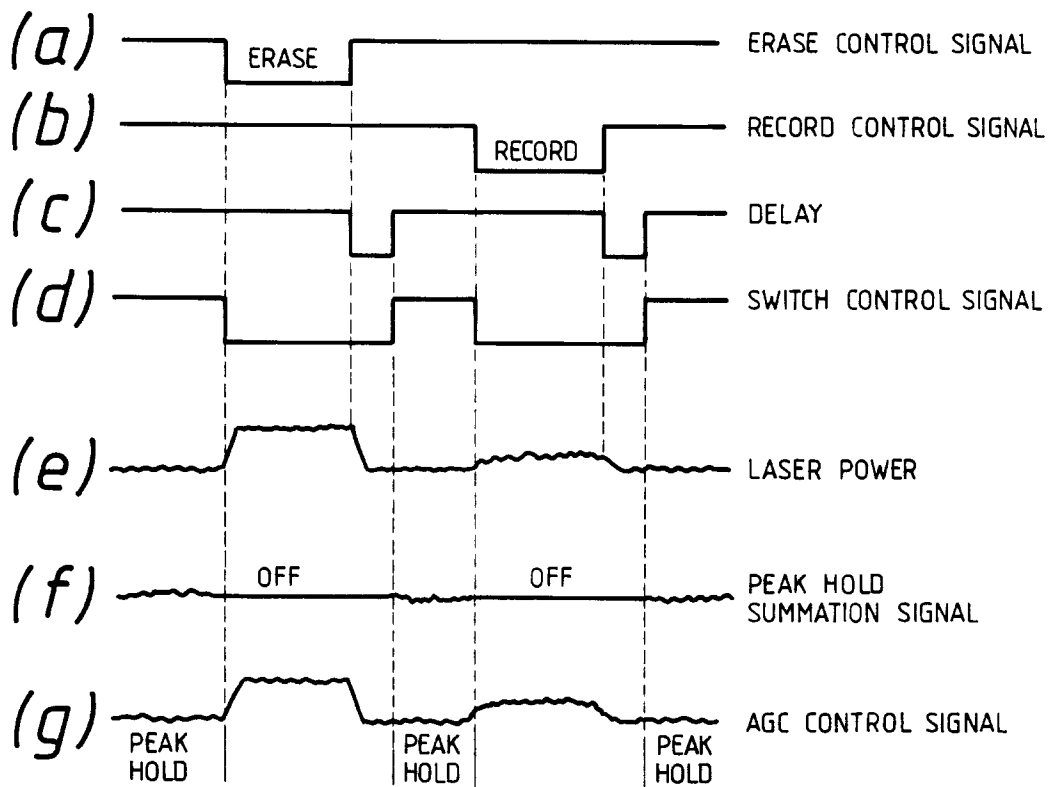 (a) ERASE ERASE CONTROL SIGNAL
(b) RECORD RECORD CONTROL SIGNAL
(c) DELAY
(d) SWITCH CONTROL SIGNAL
(e) LASER POWER
(f) OFF OFF PEAK HOLD
SUMMATION SIGNAL
(g) AGC CONTROL SIGNAL
PEAK PEAK PEAK
HOLD HOLD HOLD